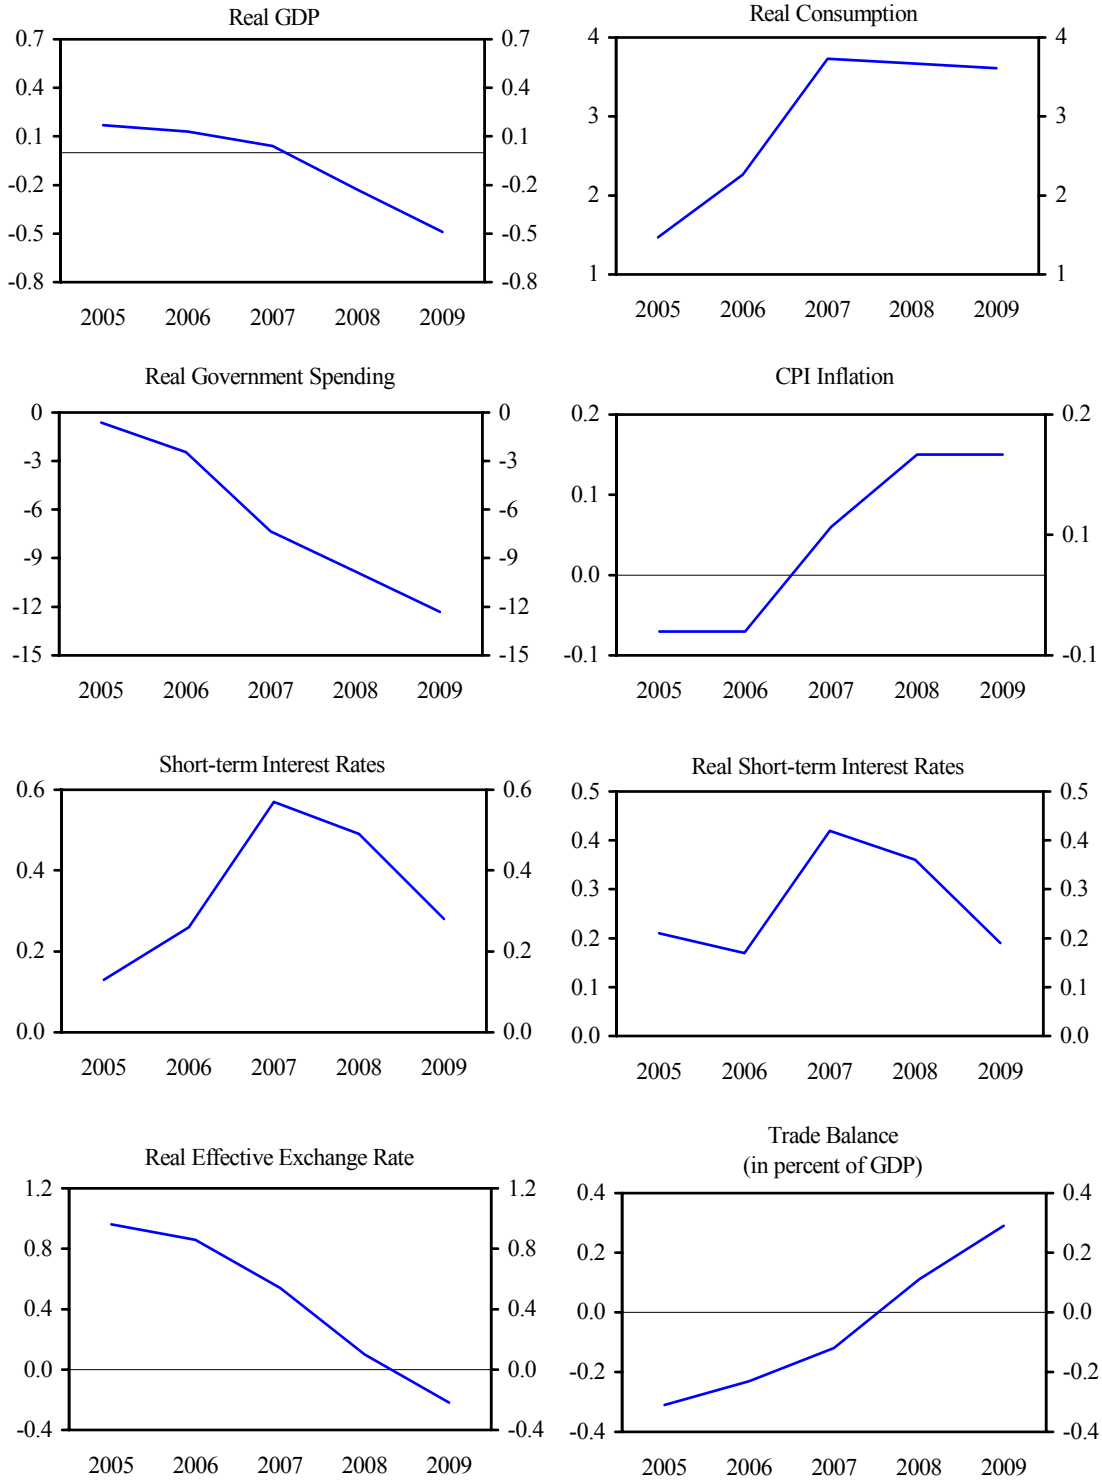 Real GDP
0.7 0.7
0.4 0.4
0.1 0.1
-0.2 -0.2
-0.5 -0.5
-0.8 -0.8
2005 2006 2007 2008 2009
Real Consumption
4 4
3 3
2 2
1 1
2005 2006 2007 2008 2009
Real Government Spending
0 0
-3 -3
-6 -6
-9 -9
-12 -12
-15 -15
2005 2006 2007 2008 2009
CPI Inflation
0.2 0.2
0.1
0.1
0.0
-0.1 -0.1
2005 2006 2007 2008 2009
Short-term Interest Rates
0.6 0.6
0.4 0.4
0.2 0.2
0.0 0.0
2005 2006 2007 2008 2009
Real Short-term Interest Rates
0.5 0.5
0.4 0.4
0.3 0.3
0.2 0.2
0.1 0.1
0.0 0.0
2005 2006 2007 2008 2009
Real Effective Exchange Rate
1.2 1.2
0.8 0.8
0.4 0.4
0.0 0.0
-0.4 -0.4
2005 2006 2007 2008 2009
Trade Balance
(in percent of GDP)
0.4 0.4
0.2 0.2
0.0 0.0
-0.2 -0.2
-0.4 -0.4
2005 2006 2007 2008 2009